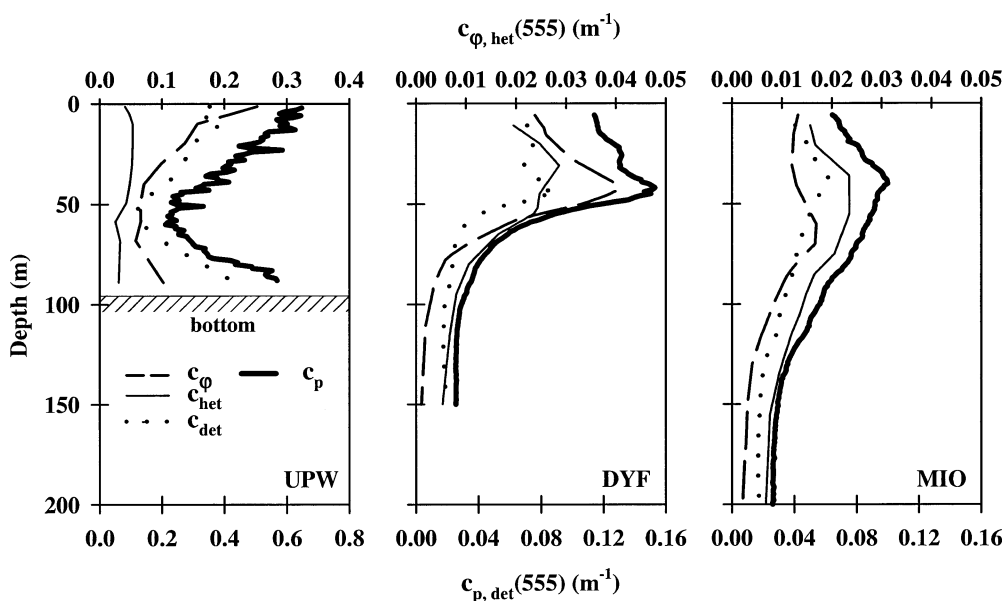 cφ, het(555) (m-1)
0.0 0.1 0.2 0.3 0.4 0.00 0.01 0.02 0.03 0.04 0.05 0.00 0.01 0.02 0.03 0.04 0.05
0
50
100
150
200
Depth (m)
bottom
cφ cp
chet
cdet
UPW DYF MIO
0.0 0.2 0.4 0.6 0.8 0.00 0.04 0.08 0.12 0.16 0.00 0.04 0.08 0.12 0.16
cp, det(555) (m-1)